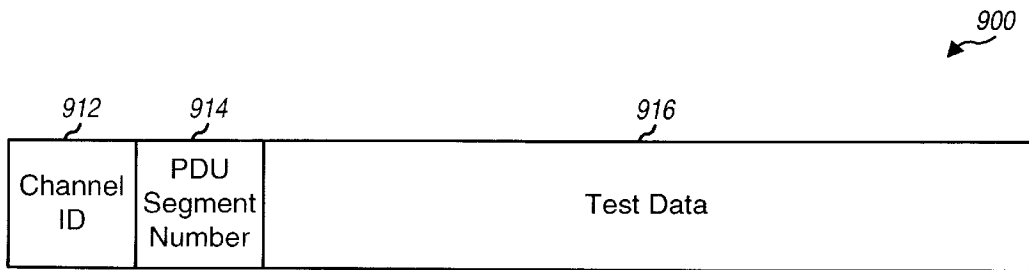 900
912
914
916
Channel
ID
PDU
Segment
Number
Test Data